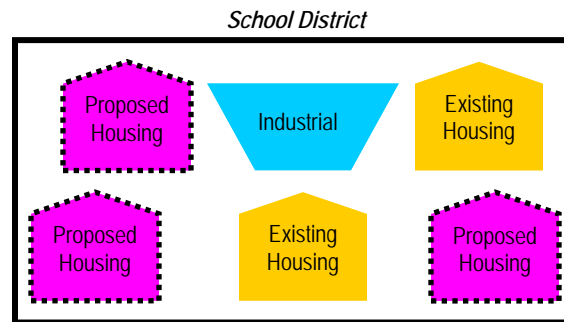 School District
Proposed
Housing
Industrial
Existing
Housing
Proposed
Housing
Existing
Housing
Proposed
Housing